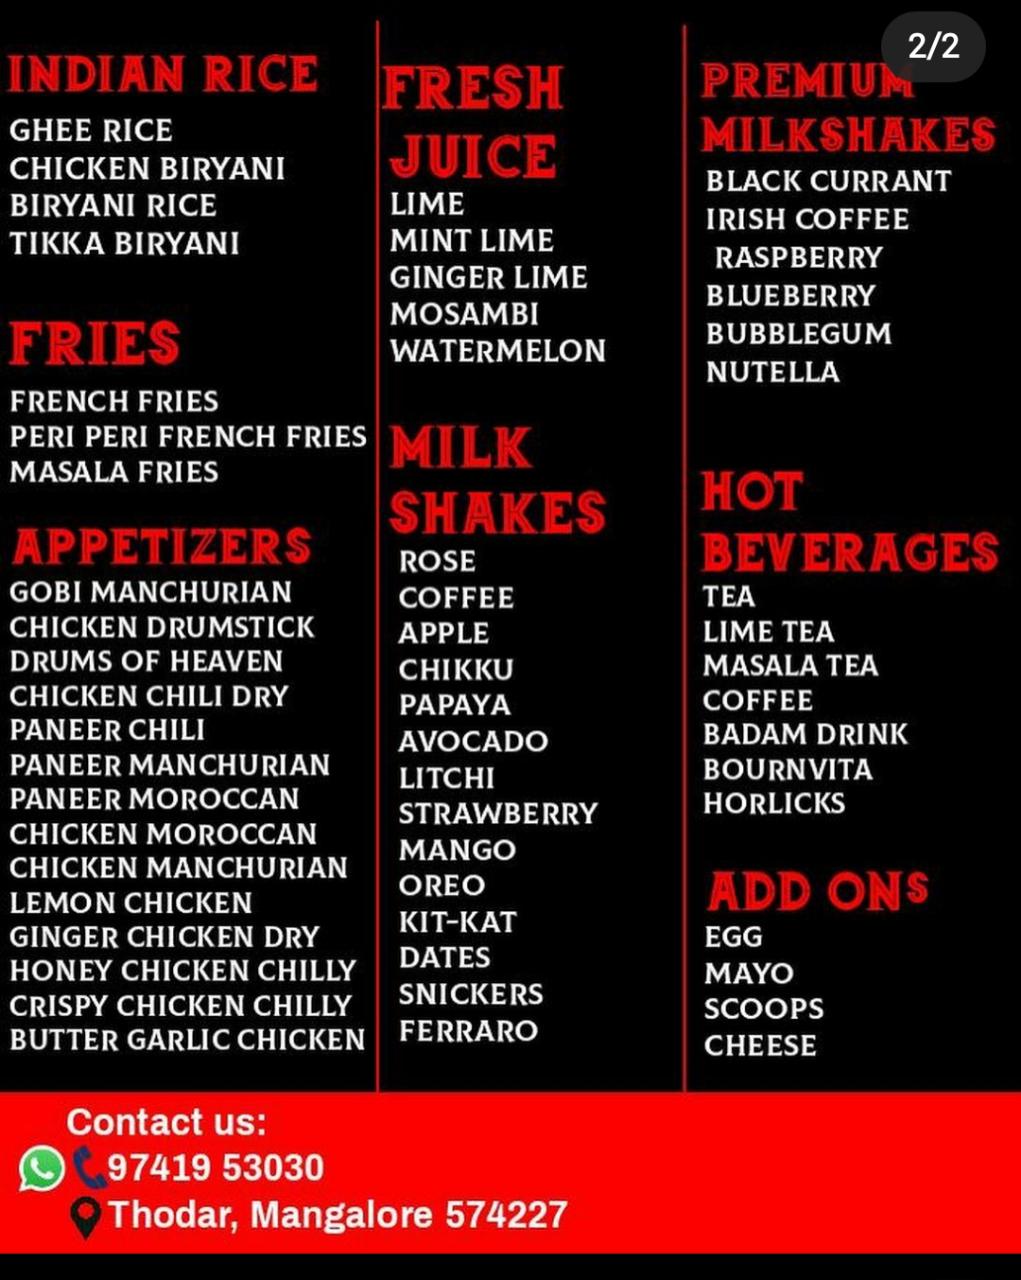 2/2
INDIAN RICE
GHEE RICE
CHICKEN BIRYANI
BIRYANI RICE
TIKKA BIRYANI
FRIES
FRENCH FRIES
PERI PERI FRENCH FRIES
MASALA FRIES
APPETIZERS
GOBI MANCHURIAN
CHICKEN DRUMSTICK
DRUMS OF HEAVEN
CHICKEN CHILI DRY
PANEER CHILI
PANEER MANCHURIAN
PANEER MOROCCAN
CHICKEN MOROCCAN
CHICKEN MANCHURIAN
LEMON CHICKEN
GINGER CHICKEN DRY
HONEY CHICKEN CHILLY
CRISPY CHICKEN CHILLY
BUTTER GARLIC CHICKEN
FRESH
JUICE
LIME
MINT LIME
GINGER LIME
MOSAMBI
WATERMELON
MILK
SHAKES
ROSE
COFFEE
APPLE
CHIKKU
PAPAYA
AVOCADO
LITCHI
STRAWBERRY
MANGO
OREO
KIT-KAT
DATES
SNICKERS
FERRARO
PREMIUM
MILKSHAKES
BLACK CURRANT
IRISH COFFEE
RASPBERRY
BLUEBERRY
BUBBLEGUM
NUTELLA
HOT
BEVERAGES
TEA
LIME TEA
MASALA TEA
COFFEE
BADAM DRINK
BOURNVITA
HORLICKS
ADD ONS
EGG
MAYO
SCOOPS
CHEESE
Contact us:
97419 53030
Thodar, Mangalore 574227